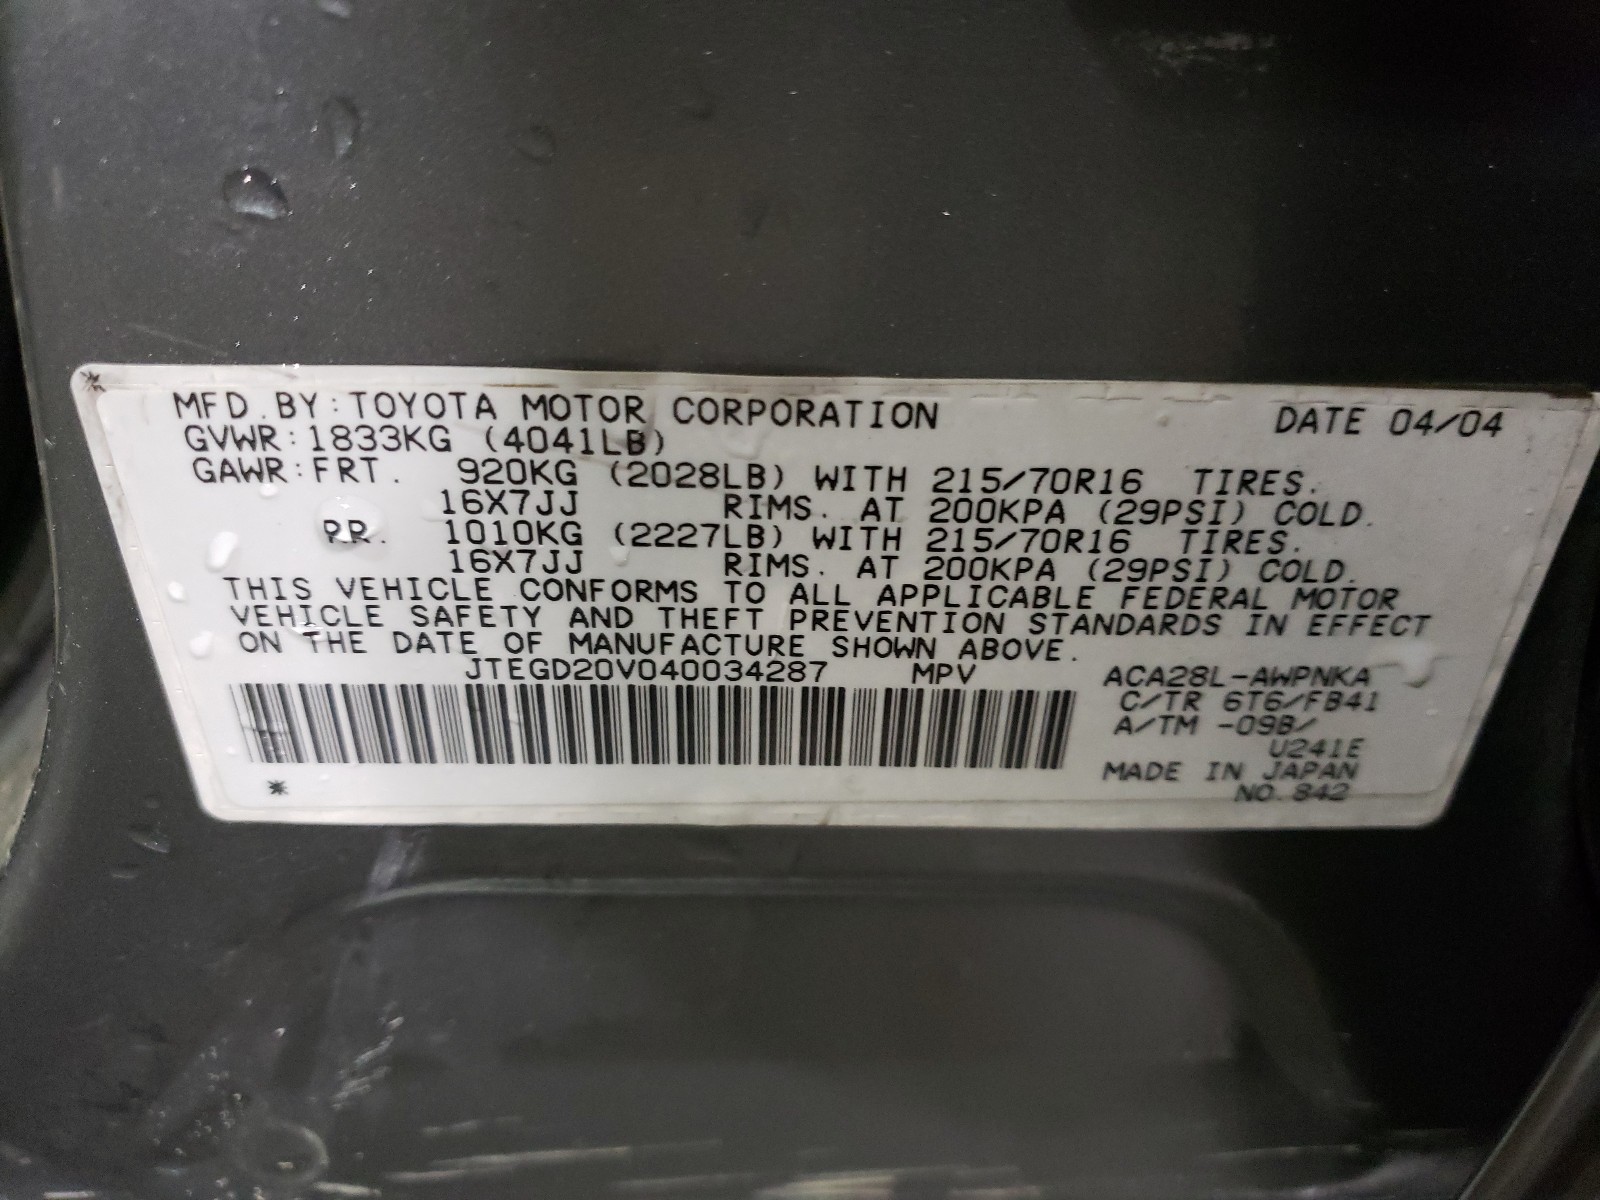 MFD.BY:TOYOTA MOTOR CORPORATION DATE 04/04
GVWR:1833KG (4041LB)
GAWR:FRT. 920KG (2028LB) WITH 215/70R16 TIRES.
16X7JJ RIMS. AT 200KPA (29PSI) COLD.
RR. 1010KG (2227LB) WITH 215/70R16 TIRES.
16X7JJ RIMS. AT 200KPA (29PSI) COLD.
THIS VEHICLE CONFORMS TO ALL APPLICABLE FEDERAL MOTOR
VEHICLE SAFETY AND THEFT PREVENTION STANDARDS IN EFFECT
ON THE DATE OF MANUFACTURE SHOWN ABOVE.
JTEGD20V040034287 MPV
ACA28L-AWPNKA
C/TR 6T6/FB41
A/TM -09B/
U241E
MADE IN JAPAN
NO.842